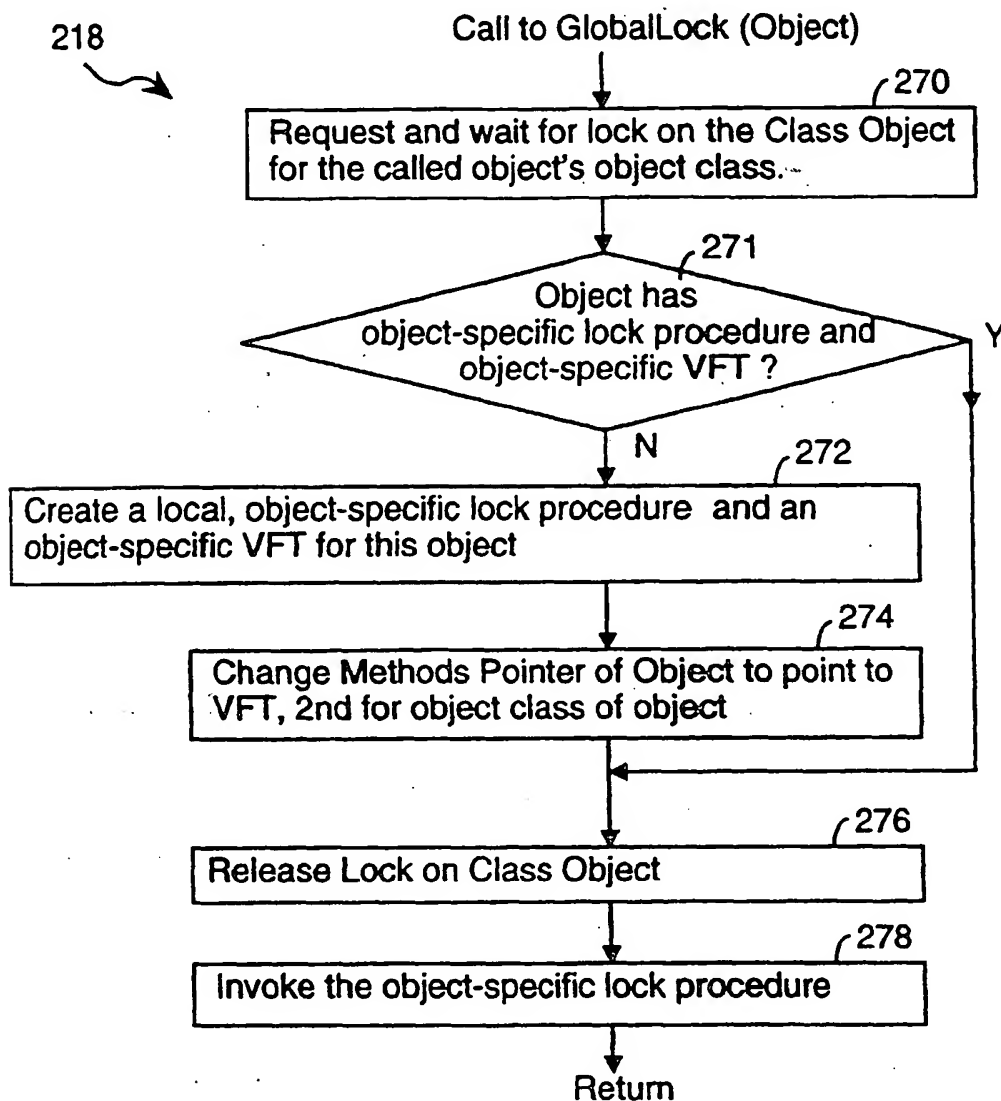 218
Call to GlobalLock (Object)
270
Request and wait for lock on the Class Object
for the called object's object class.
271
Object has
object-specific lock procedure and
object-specific VFT ?
Y
N
272
Create a local, object-specific lock procedure and an
object-specific VFT for this object
274
Change Methods Pointer of Object to point to
VFT, 2nd for object class of object
276
Release Lock on Class Object
278
Invoke the object-specific lock procedure
Return